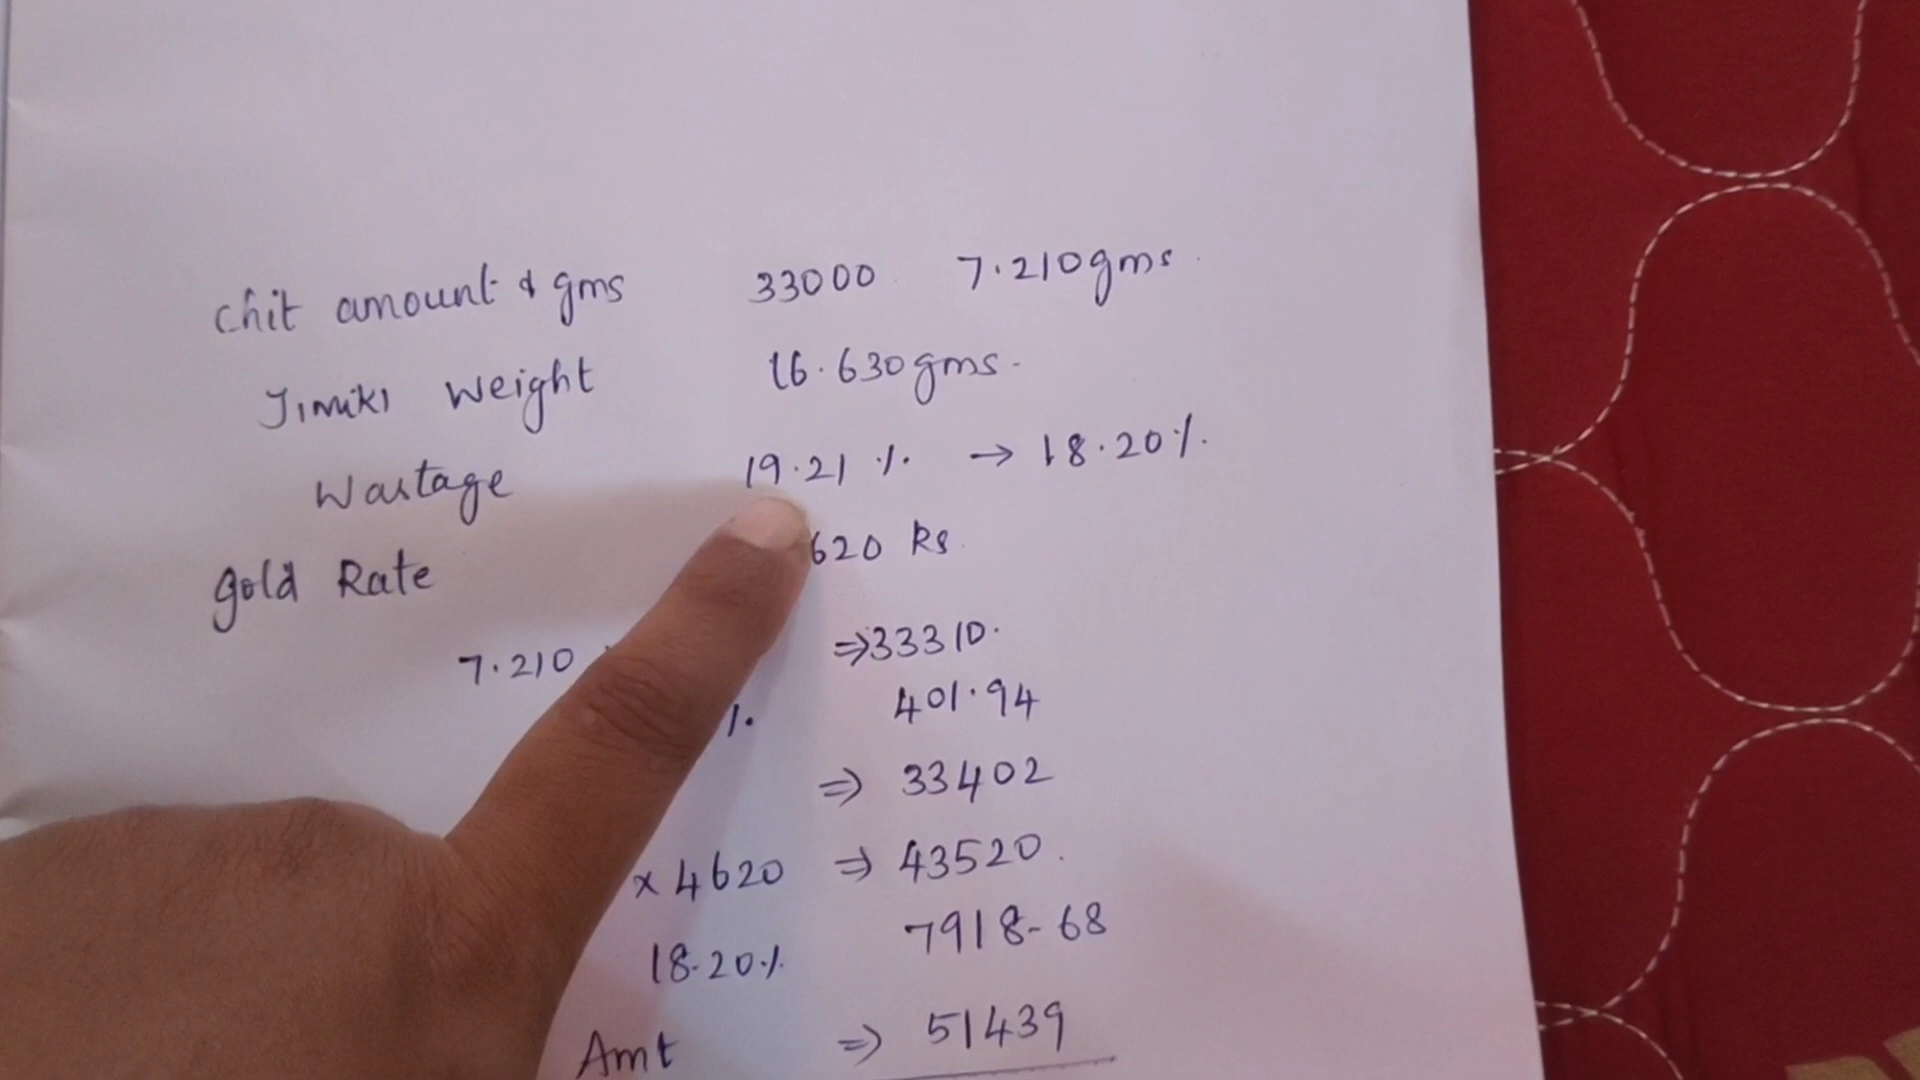 chit amount & gms 33000 7.210gms.
Jimiki Weight 16.630gms.
Wastage 19.21 % → 18.20%.
gold Rate 620 Rs
7.210 ⇒33310.
%. 401.94
⇒ 33402
x 4620 ⇒ 43520.
18.20% 7918-68
Amt ⇒ 51439